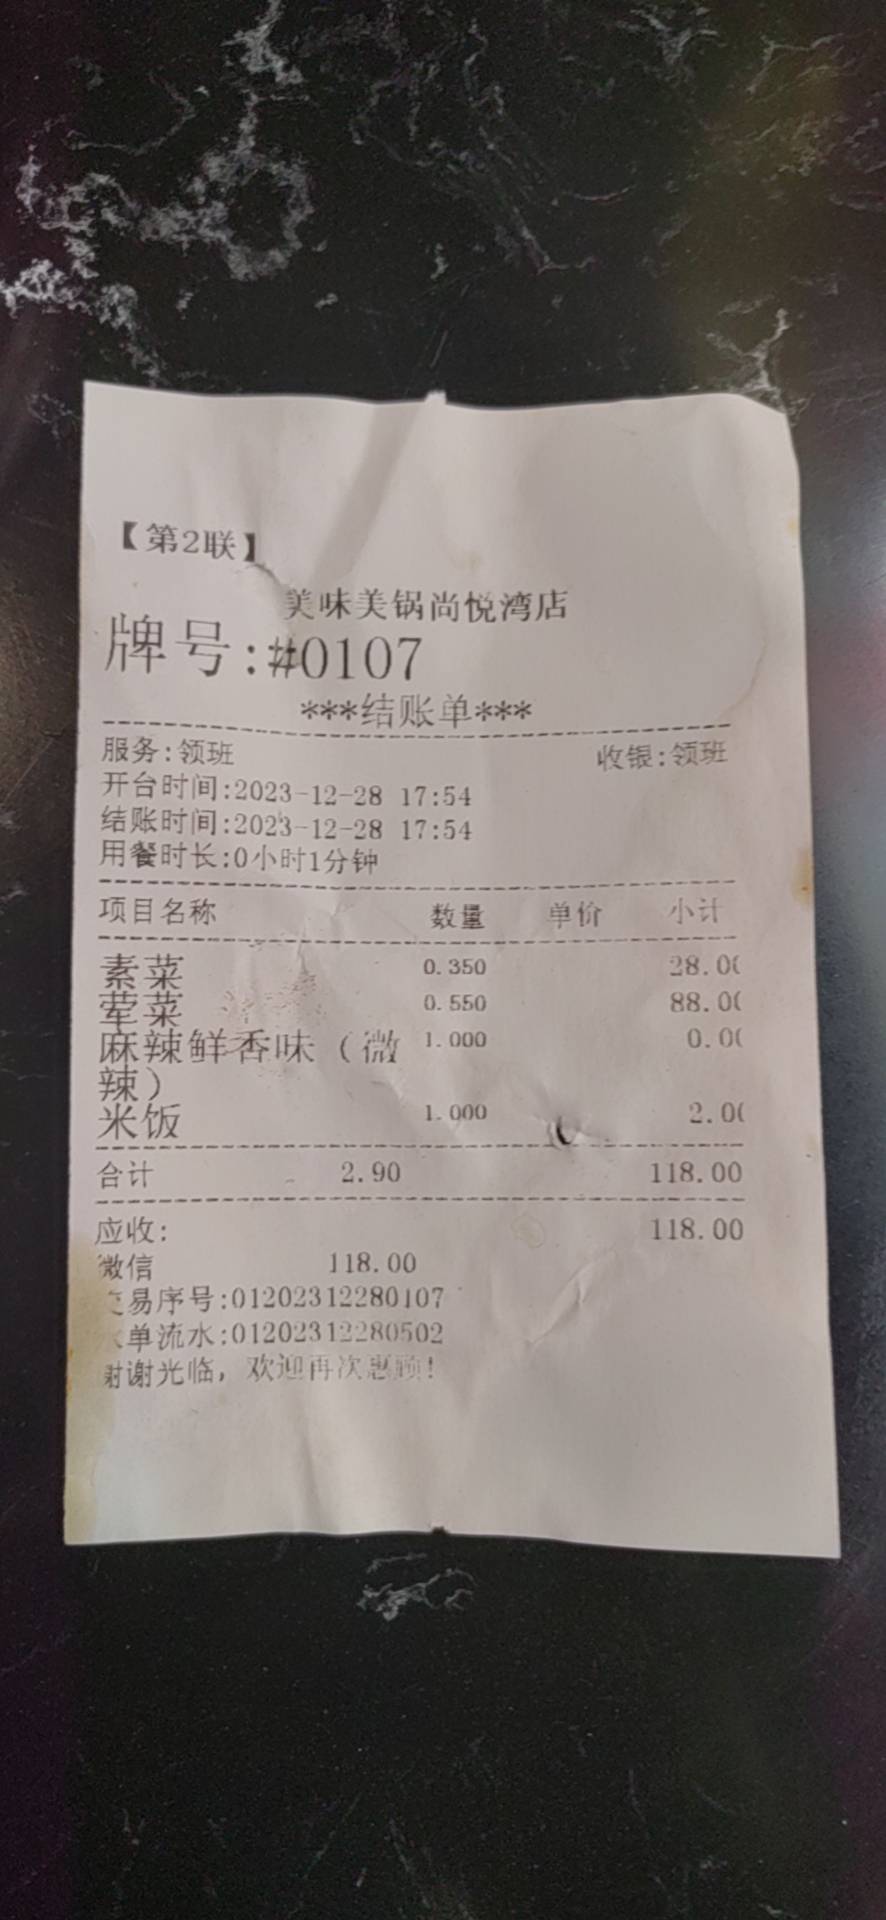 【第2联】
美味美锅尚悦湾店
牌号:#0107
***结账单***
服务:领班 收银:领班
开台时间:2023-12-28 17:54
结账时间:2023-12-28 17:54
用餐时长:0小时1分钟
项目名称 数量 单价 小计
素菜 0.350 28.00
荤菜 0.550 88.00
麻辣鲜香味（微 1.000 0.00
辣）
米饭 1.000 2.00
合计 2.90 118.00
应收: 118.00
微信 118.00
交易序号:01202312280107
单流水:01202312280502
谢谢光临，欢迎再次惠顾!